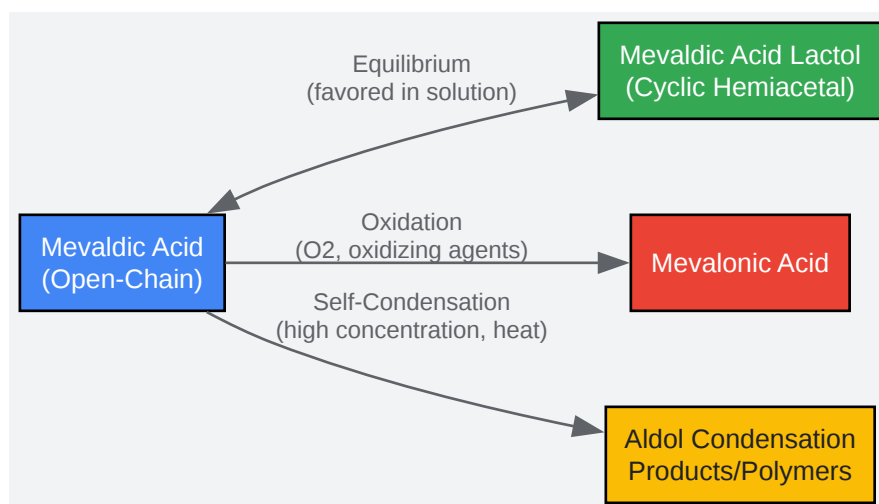 Equilibrium
(favored in solution)
Mevaldic Acid Lactol
(Cyclic Hemiacetal)
Mevaldic Acid
(Open-Chain)
Oxidation
(O2, oxidizing agents)
Mevalonic Acid
Self-Condensation
(high concentration, heat)
Aldol Condensation
Products/Polymers